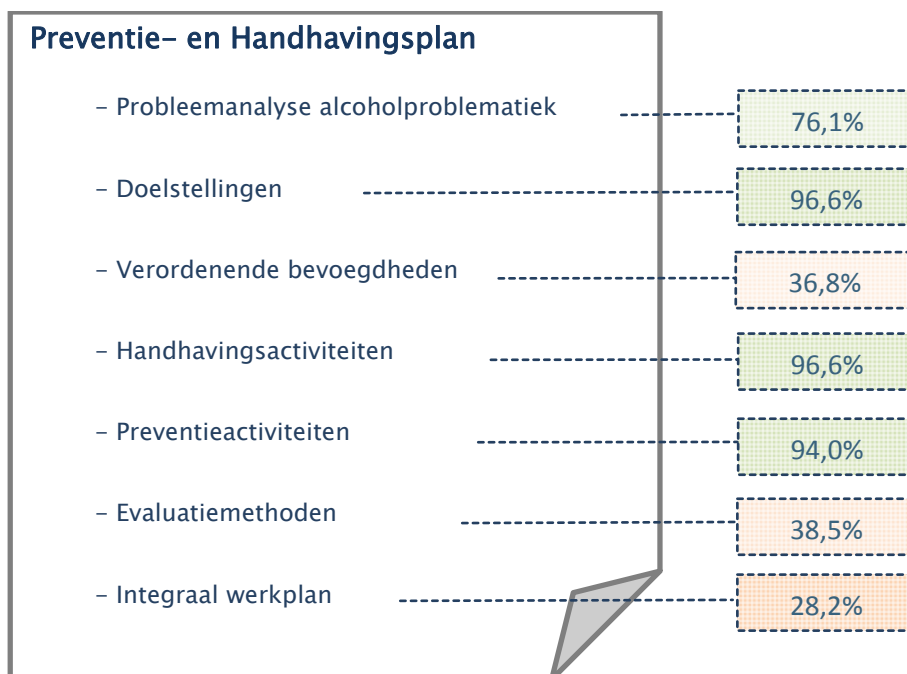 Preventie- en Handhavingsplan
- Probleemanalyse alcoholproblematiek 76,1%
- Doelstellingen 96,6%
- Verordenende bevoegdheden 36,8%
- Handhavingsactiviteiten 96,6%
- Preventieactiviteiten 94,0%
- Evaluatiemethoden 38,5%
- Integraal werkplan 28,2%